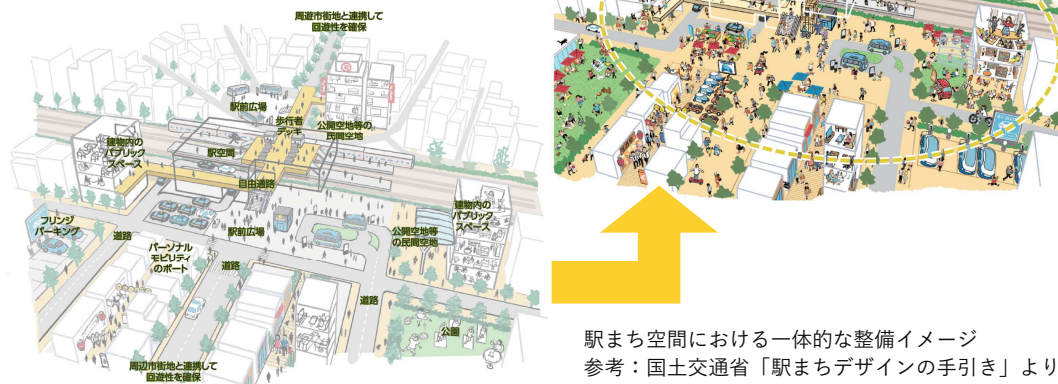 周遊市街地と連携して
回遊性を確保
駅前広場
歩行者
デッキ
公開空地等の
民間空地
建物内の
パブリック
スペース
駅空間
自由通路
建物内の
パブリック
スペース
フリンジ
パーキング
道路
駅前広場
公開空地等
の民間空地
パーソナル
モビリティ
のポート
道路
道路
公園
周辺市街地と連携して
回遊性を確保
駅まち空間における一体的な整備イメージ
参考：国土交通省「駅まちデザインの手引き」より